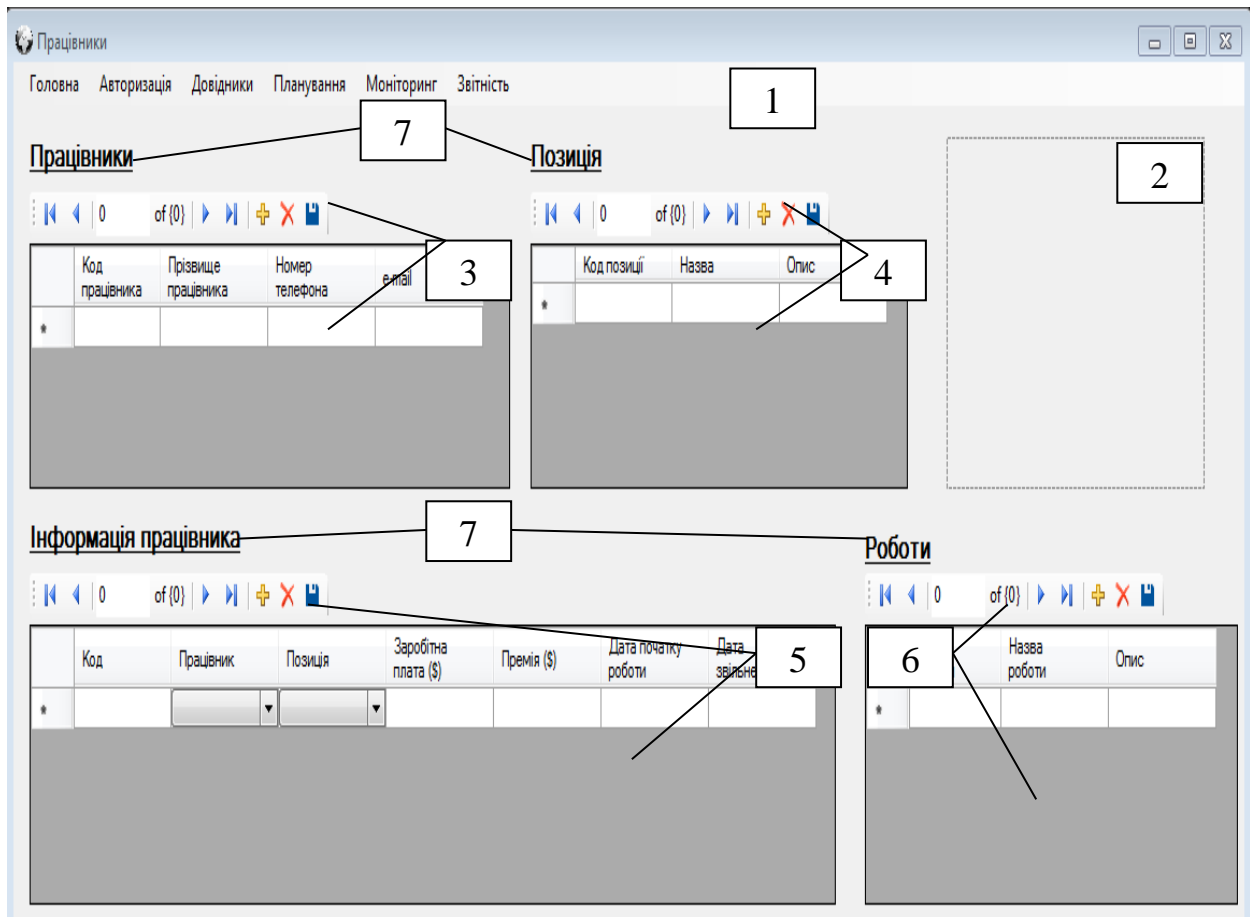 Працівники
Головна Авторизація Довідники Планування Моніторинг Звітність
1
7
2
Працівники
0 of {0}
3
Код працівника
Прізвище працівника
Номер телефона
e-mail
*
Позиція
0 of {0}
4
Код позиції Назва Опис
*
7
Інформація працівника
0 of {0}
5
Код Працівник Позиція
Заробітна плата ($)
Премія ($)
Дата початку роботи
Дата
*
Роботи
0 of {0}
6
Назва роботи
Опис
*